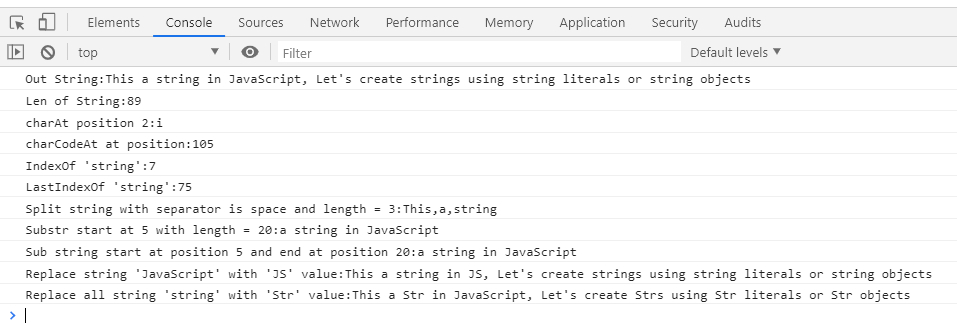 Elements Console Sources Network Performance Memory Application Security Audits
top Filter Default levels
Out String:This a string in JavaScript, Let's create strings using string literals or string objects
Len of String:89
charAt position 2:i
charCodeAt at position:105
IndexOf 'string':7
LastIndexOf 'string':75
Split string with separator is space and length = 3:This,a,string
Substr start at 5 with length = 20:a string in JavaScript
Sub string start at position 5 and end at position 20:a string in JavaScript
Replace string 'JavaScript' with 'JS' value:This a string in JS, Let's create strings using string literals or string objects
Replace all string 'string' with 'Str' value:This a Str in JavaScript, Let's create Strs using Str literals or Str objects